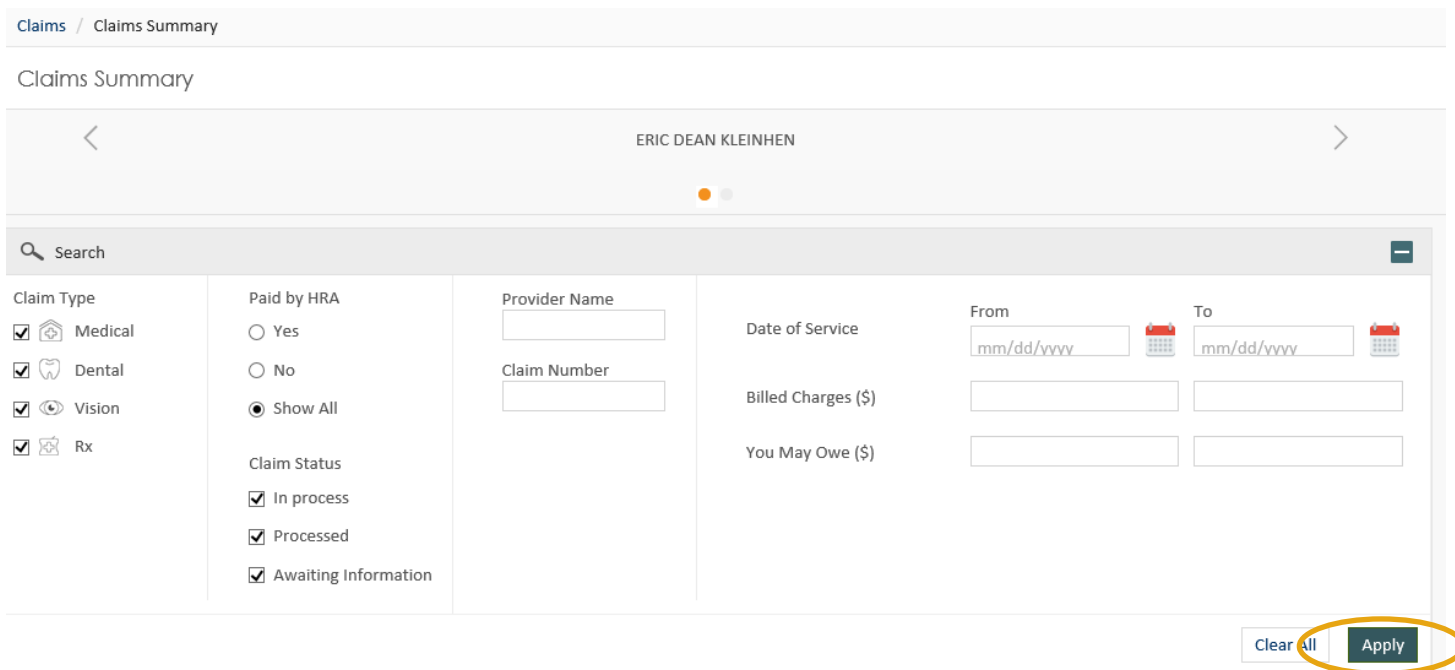 Claims / Claims Summary
Claims Summary
ERIC DEAN KLEINHEN
Search
Claim Type
Medical
Dental
Vision
Rx
Paid by HRA
Yes
No
Show All
Claim Status
In process
Processed
Awaiting Information
Provider Name
Claim Number
From To
Date of Service mm/dd/yyyy mm/dd/yyyy
Billed Charges ($)
You May Owe ($)
Clear All Apply